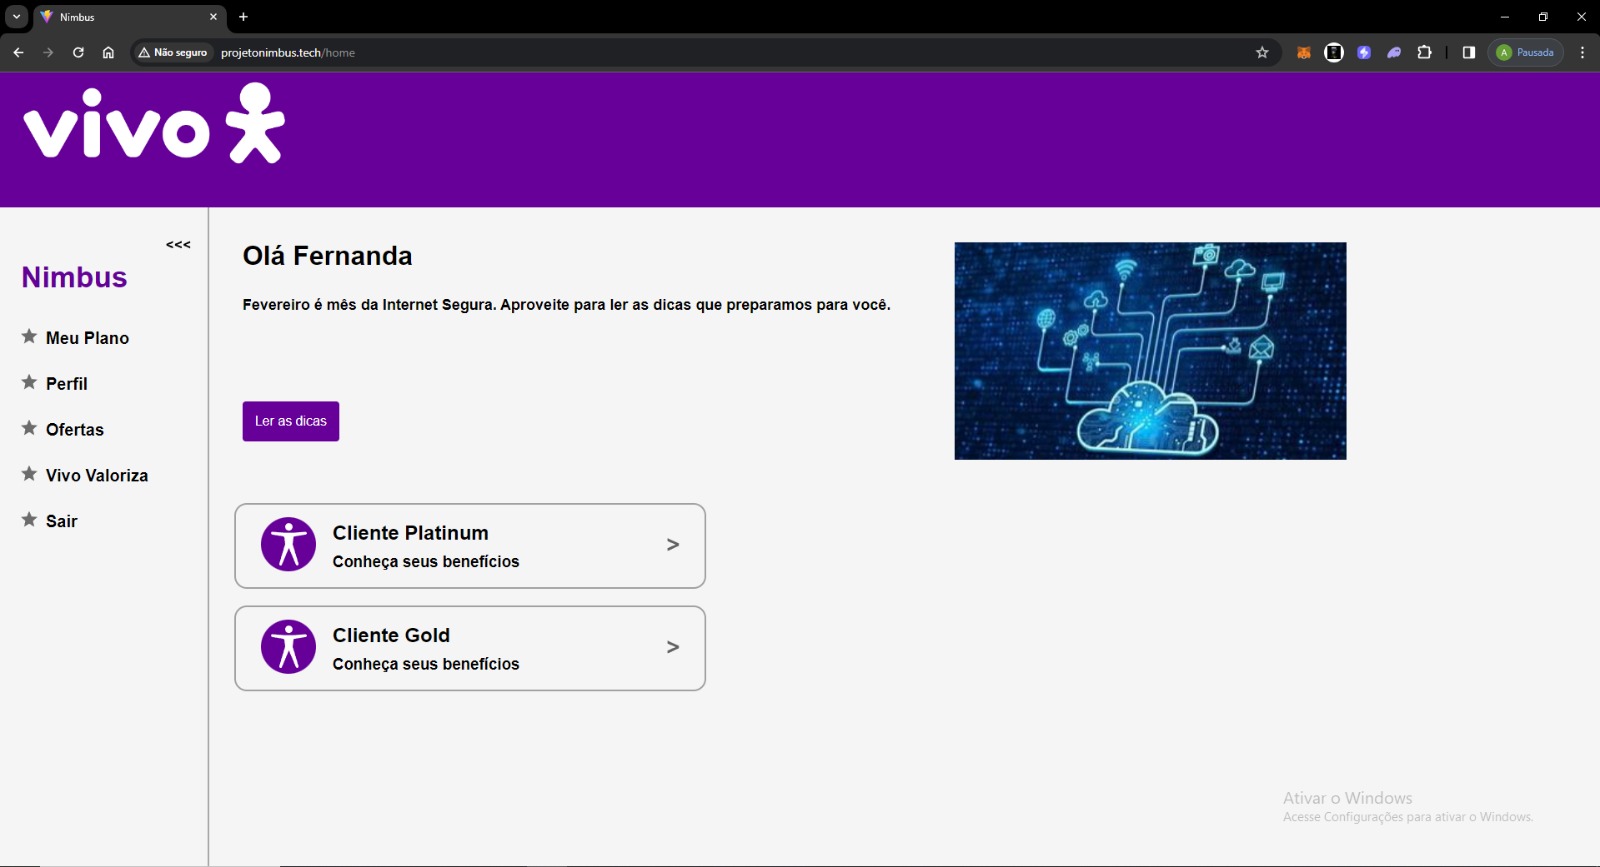 Nimbus
Não seguro
projetonimbus.tech/home
A Pausada
vivo
<<<
Nimbus
Meu Plano
Perfil
Ofertas
Vivo Valoriza
Sair
Olá Fernanda
Fevereiro é mês da Internet Segura. Aproveite para ler as dicas que preparamos para você.
Ler as dicas
Cliente Platinum
Conheça seus benefícios
>
Cliente Gold
Conheça seus benefícios
>
Ativar o Windows
Acesse Configurações para ativar o Windows.